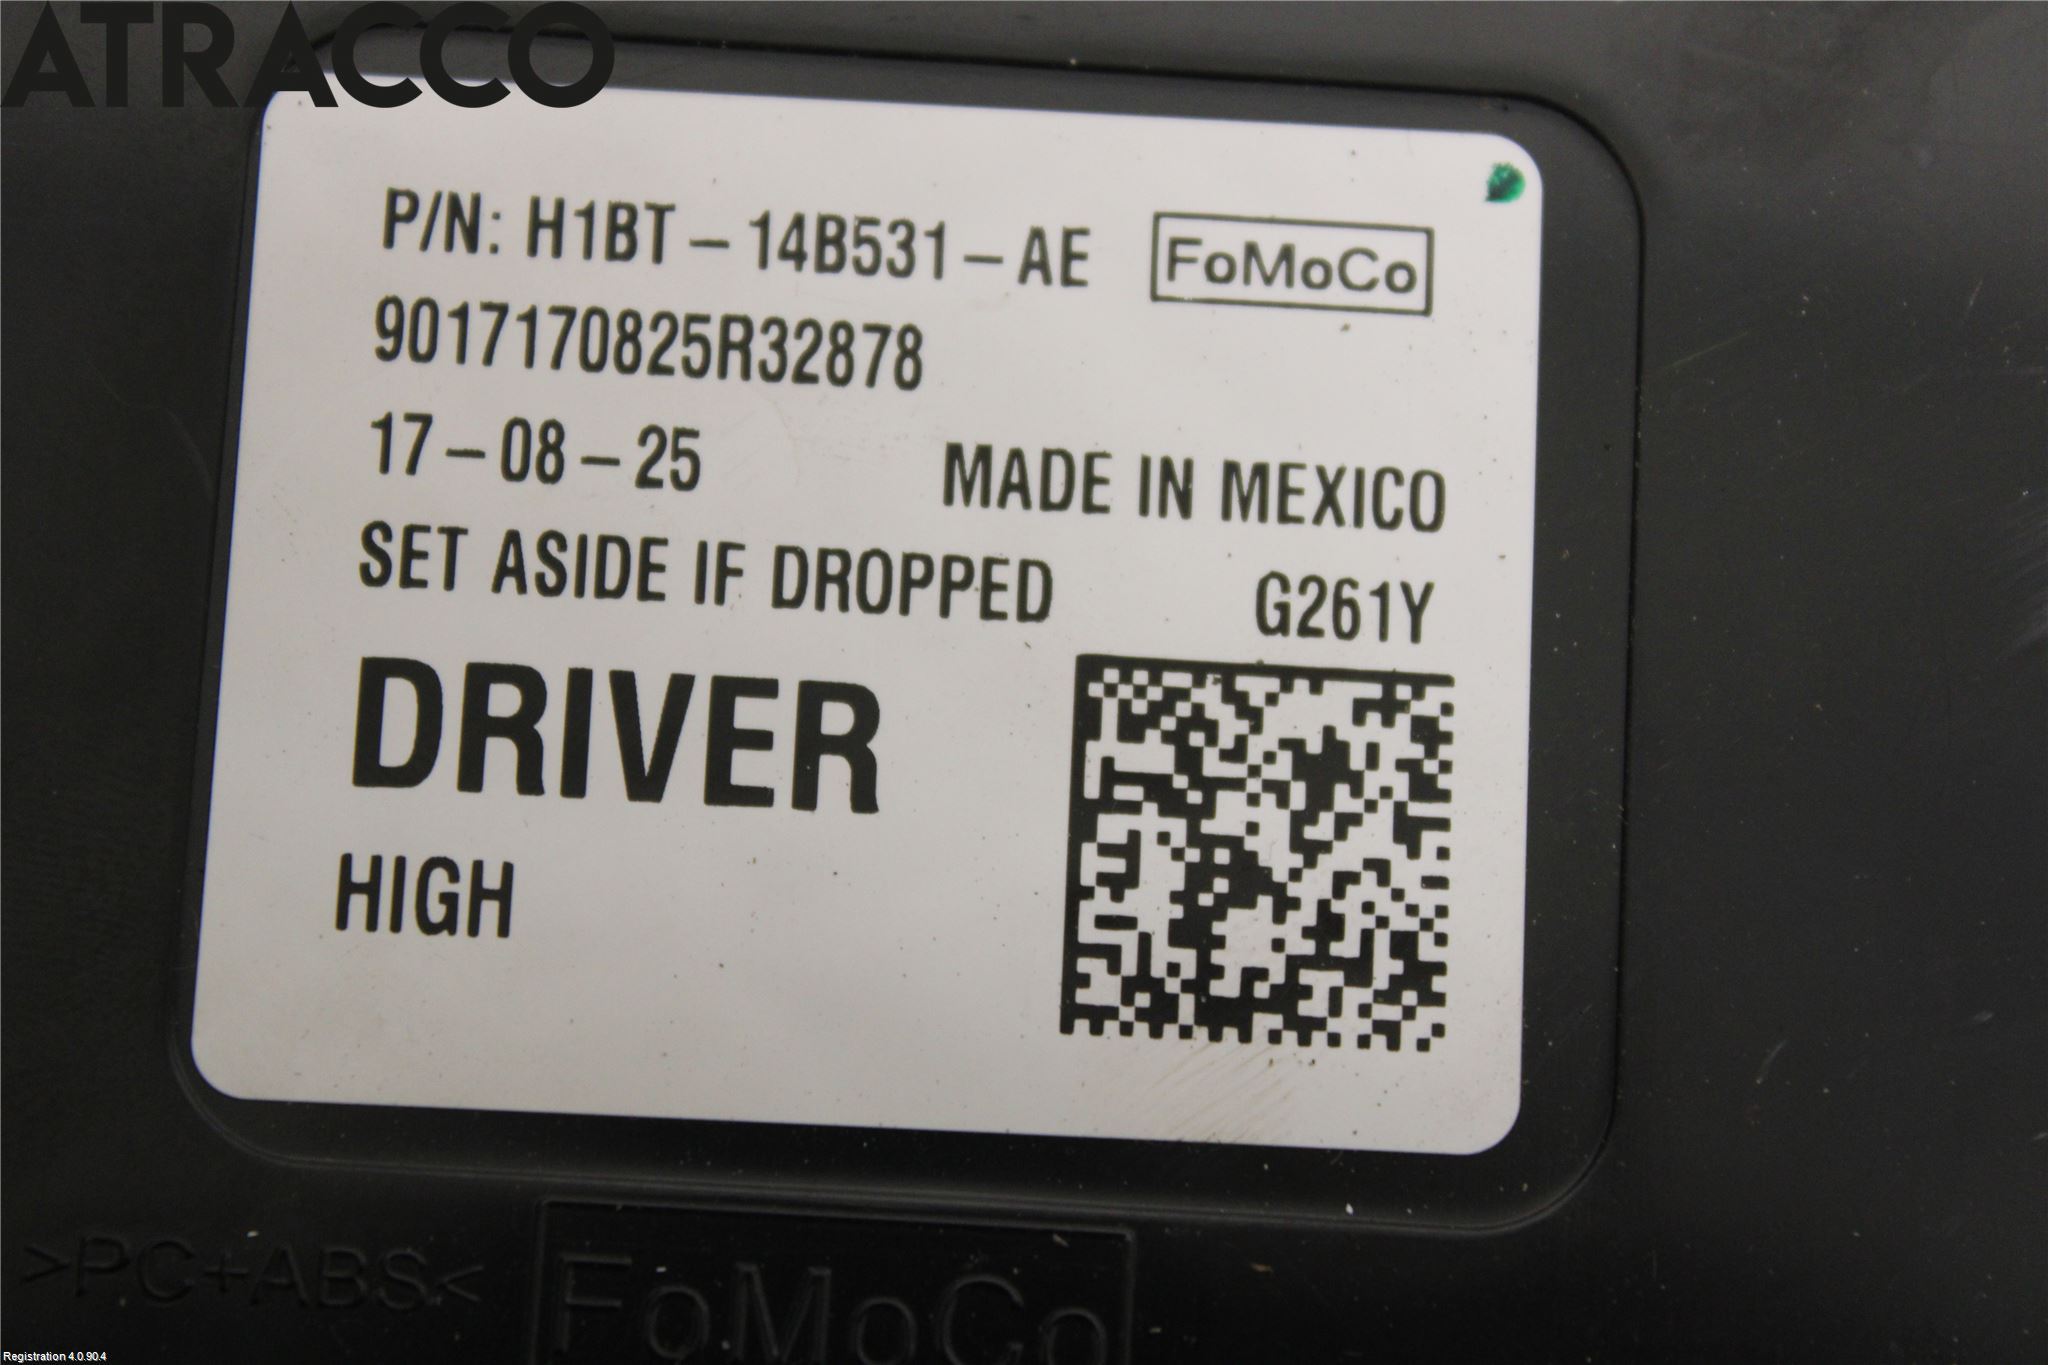 ATRACCO
P/N: H1BT-14B531-AE FoMoCo
9017170825R32878
17-08-25 MADE IN MEXICO
SET ASIDE IF DROPPED G261Y
DRIVER
HIGH
>PC+ABS< FoMoCo
Registration 4.0.90.4